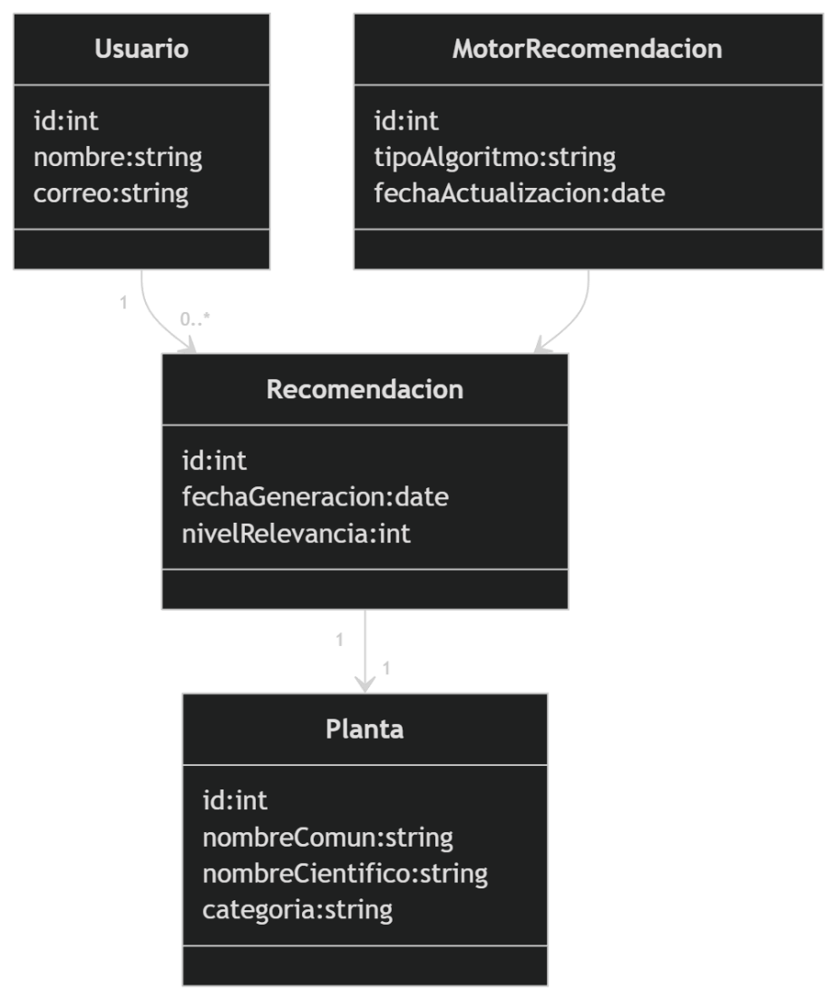 Usuario
id:int
nombre:string
correo:string
MotorRecomendacion
id:int
tipoAlgoritmo:string
fechaActualizacion:date
1
0..*
Recomendacion
id:int
fechaGeneracion:date
nivelRelevancia:int
1
1
Planta
id:int
nombreComun:string
nombreCientifico:string
categoria:string